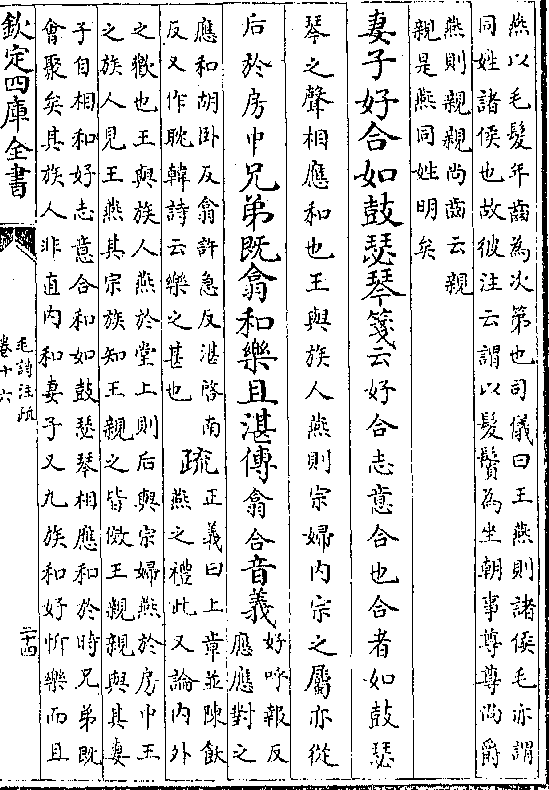 燕以毛髮年齒為次第也司儀曰王燕則諸侯毛亦謂
同姓諸侯也故彼注云謂以髮鬢為坐朝事尊尊尚爵
燕則親親尚齒云親
親是燕同姓明矣
妻子好合如鼓瑟琴箋云好合志意合也合者如鼓瑟
琴之聲相應和也王與族人燕則宗婦内宗之屬亦從
后於房中兄弟既翕和樂且湛傳翕合音義好呼報反
應應對之
應和胡卧反翕許急反湛啓南
反又作耽韓詩云樂之甚也
疏正義曰上章並陳飲
燕之禮此又論内外
之歡也王與族人燕於堂上則后與宗婦燕於房中王
之族人見王燕其宗族知王親之皆傚王親親與其妻
子自相和好志意合和如鼓瑟琴相應和於時兄弟既
會聚矣其族人非直内和妻子又九族和好忻樂而且
欽定四庫全書
毛詩注疏
卷十六
二十四